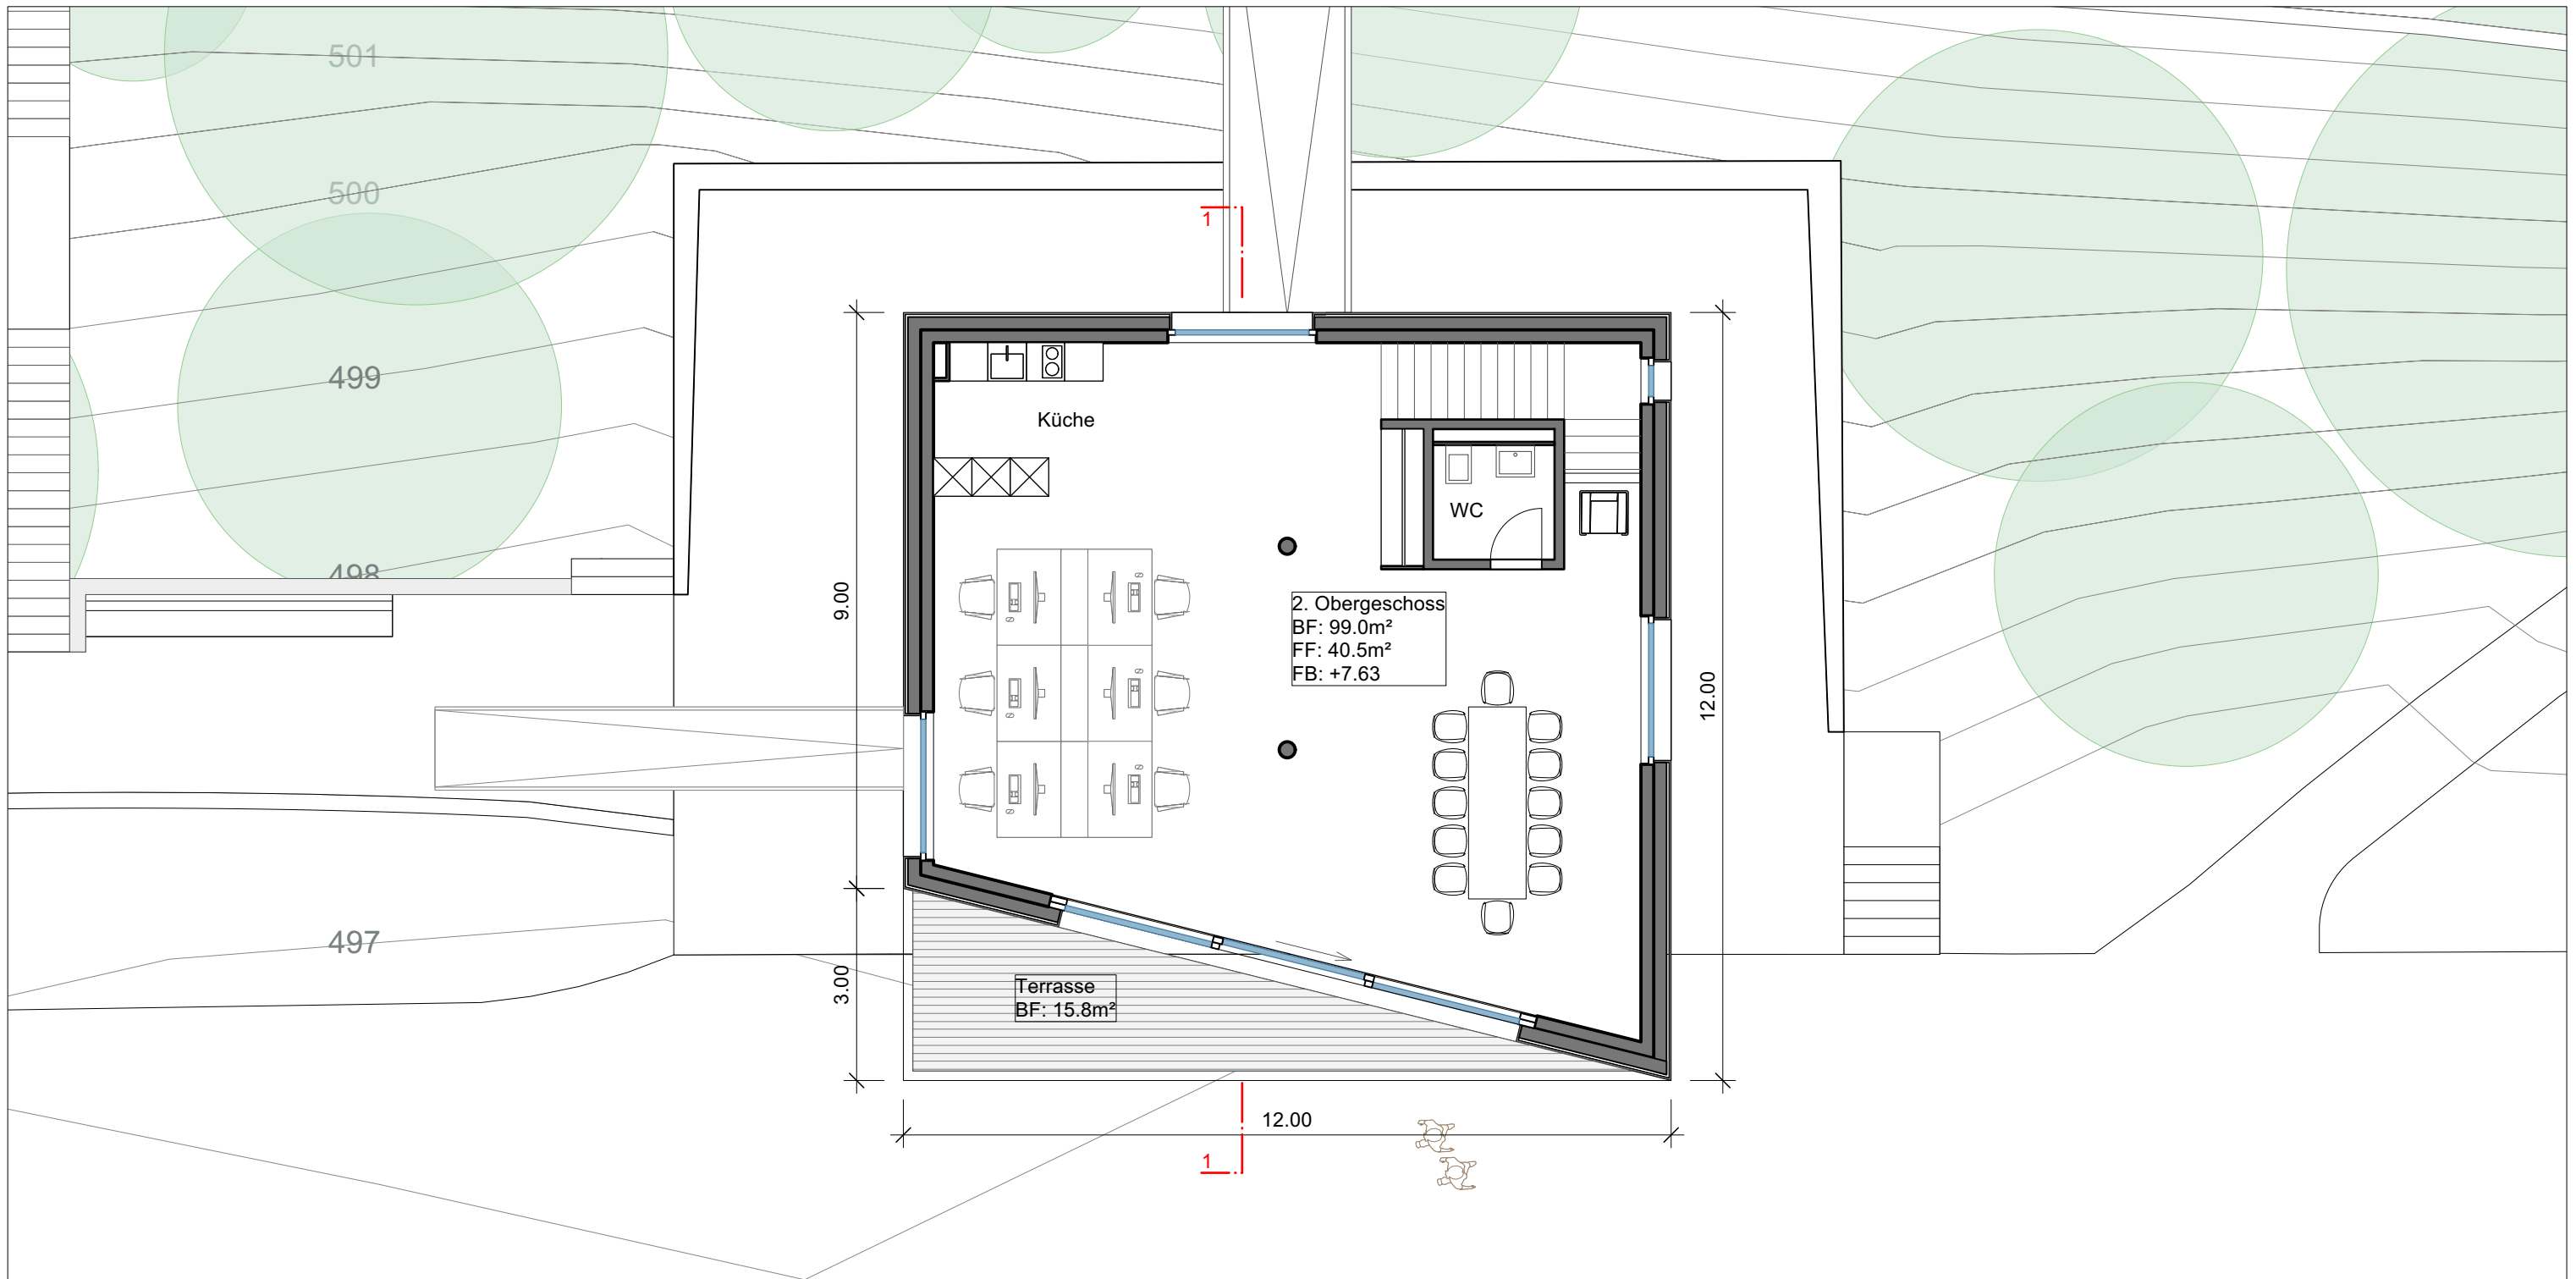 501
500
499
498
497
1
Küche
WC
9.00
2. Obergeschoss
BF: 99.0m²
FF: 40.5m²
FB: +7.63
12.00
3.00
Terrasse
BF: 15.8m²
12.00
1